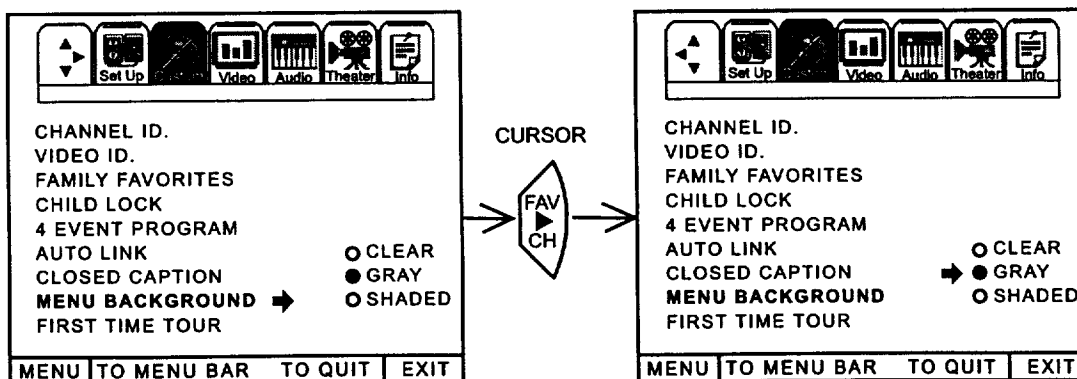 Set Up Video Audio Theater Info
CHANNEL ID.
VIDEO ID.
FAMILY FAVORITES
CHILD LOCK
4 EVENT PROGRAM
AUTO LINK
CLOSED CAPTION
MENU BACKGROUND
FIRST TIME TOUR
CLEAR
GRAY
SHADED
MENU TO MENU BAR TO QUIT EXIT
CURSOR
FAV
CH
Set Up Video Audio Theater Info
CHANNEL ID.
VIDEO ID.
FAMILY FAVORITES
CHILD LOCK
4 EVENT PROGRAM
AUTO LINK
CLOSED CAPTION
MENU BACKGROUND
FIRST TIME TOUR
CLEAR
GRAY
SHADED
MENU TO MENU BAR TO QUIT EXIT